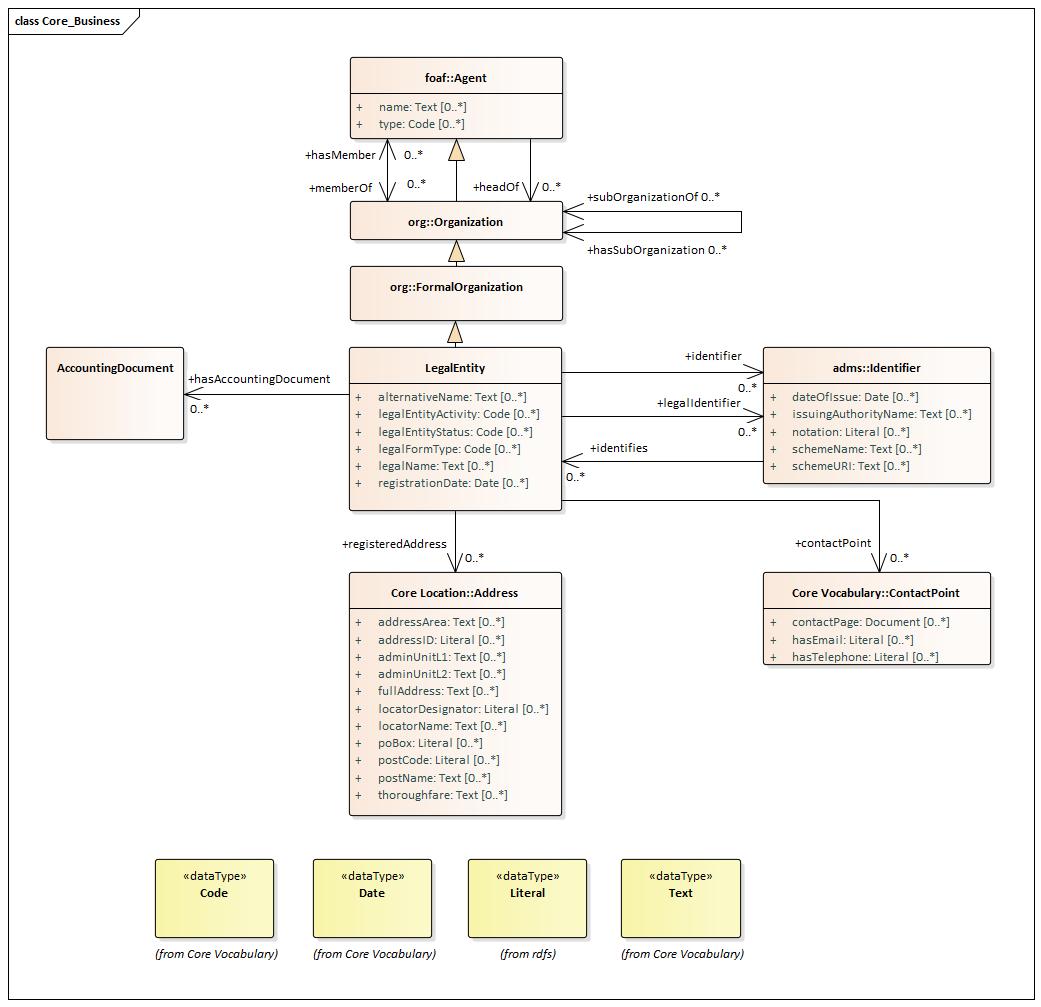 class Core_Business
foaf::Agent
+ name: Text [0..*]
+ type: Code [0..*]
+hasMember 0..*
+memberOf 0..*
+headOf 0..*
org::Organization
+subOrganizationOf 0..*
+hasSubOrganization 0..*
org::FormalOrganization
AccountingDocument
+hasAccountingDocument
0..*
LegalEntity
+ alternativeName: Text [0..*]
+ legalEntityActivity: Code [0..*]
+ legalEntityStatus: Code [0..*]
+ legalFormType: Code [0..*]
+ legalName: Text [0..*]
+ registrationDate: Date [0..*]
+identifier
0..*
+legalIdentifier
0..*
+identifies
0..*
adms::Identifier
+ dateOfIssue: Date [0..*]
+ issuingAuthorityName: Text [0..*]
+ notation: Literal [0..*]
+ schemeName: Text [0..*]
+ schemeURI: Text [0..*]
+registeredAddress
0..*
+contactPoint
0..*
Core Location::Address
+ addressArea: Text [0..*]
+ addressID: Literal [0..*]
+ adminUnitL1: Text [0..*]
+ adminUnitL2: Text [0..*]
+ fullAddress: Text [0..*]
+ locatorDesignator: Literal [0..*]
+ locatorName: Text [0..*]
+ poBox: Literal [0..*]
+ postCode: Literal [0..*]
+ postName: Text [0..*]
+ thoroughfare: Text [0..*]
Core Vocabulary::ContactPoint
+ contactPage: Document [0..*]
+ hasEmail: Literal [0..*]
+ hasTelephone: Literal [0..*]
«dataType»
Code
(from Core Vocabulary)
«dataType»
Date
(from Core Vocabulary)
«dataType»
Literal
(from rdfs)
«dataType»
Text
(from Core Vocabulary)